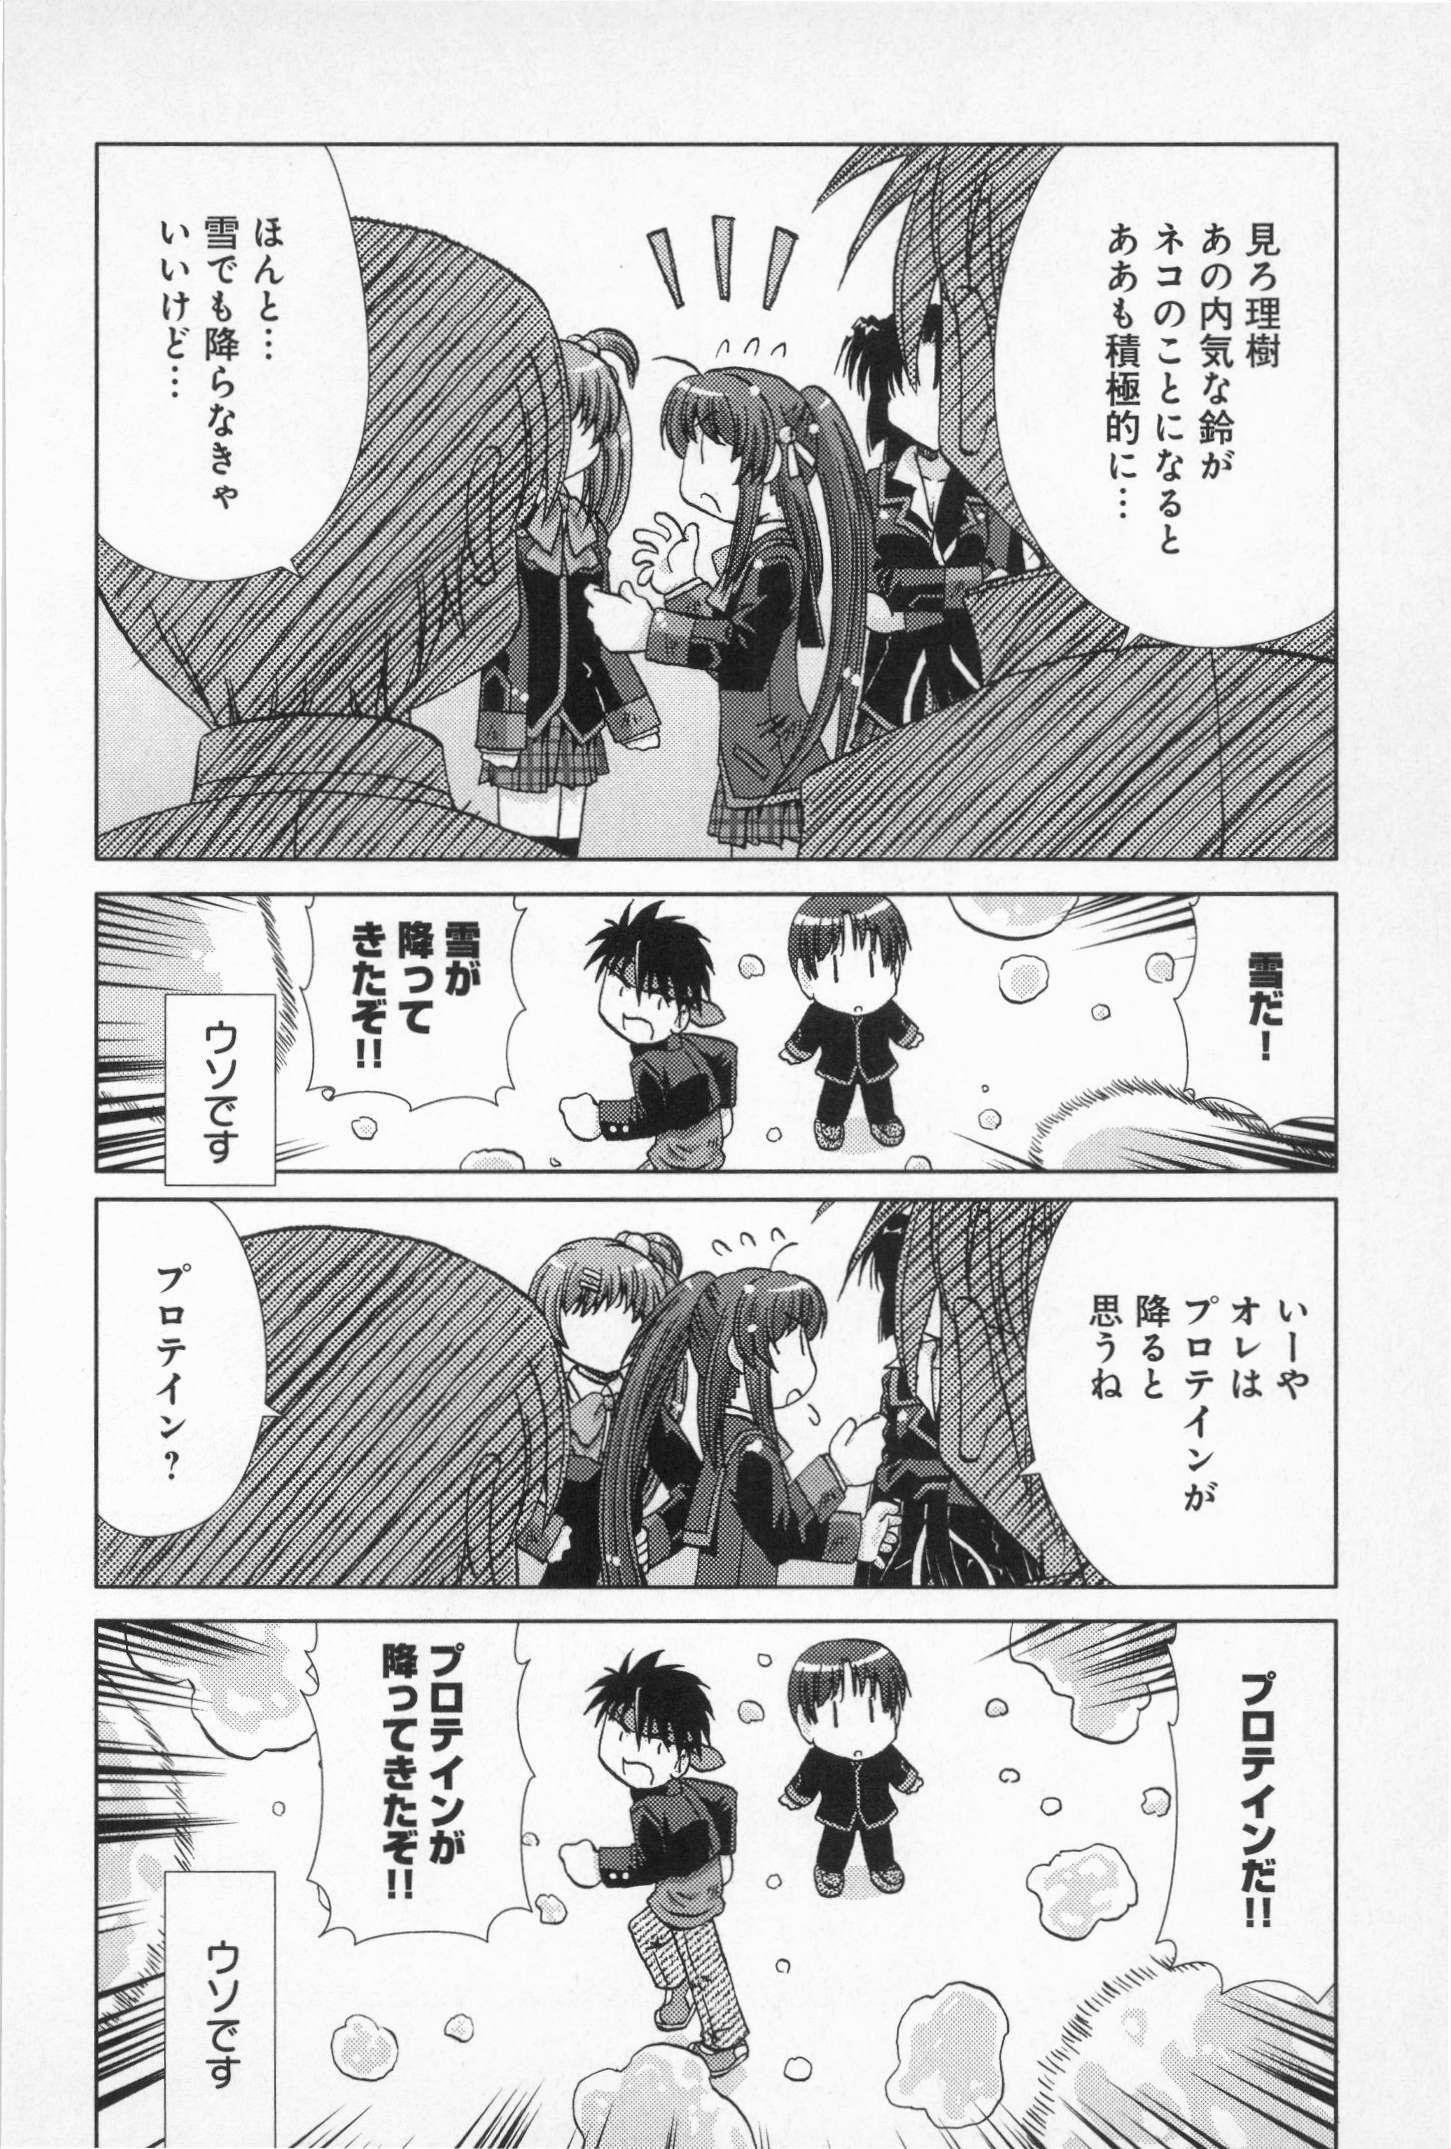 見ろ理樹
あの内気な鈴が
ネコのことになると
ああも積極的に…
ほんと…
雪でも降らなきゃ
いいけど…
雪だ！
雪が
降って
きたぞ!!
ウソです
いーや
オレは
プロテインが
降ると
思うね
プロテイン？
プロテインだ!!
プロテインが
降ってきたぞ!!
ウソです